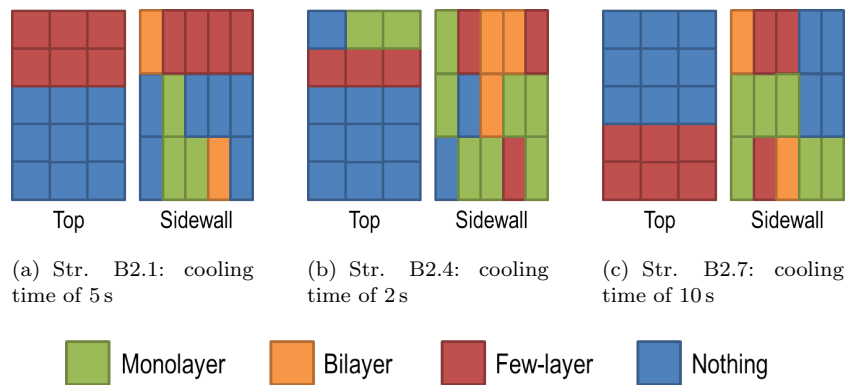 Top Sidewall Top Sidewall Top Sidewall
(a) Str. B2.1: cooling
time of 5 s
(b) Str. B2.4: cooling
time of 2 s
(c) Str. B2.7: cooling
time of 10 s
Monolayer Bilayer Few-layer Nothing